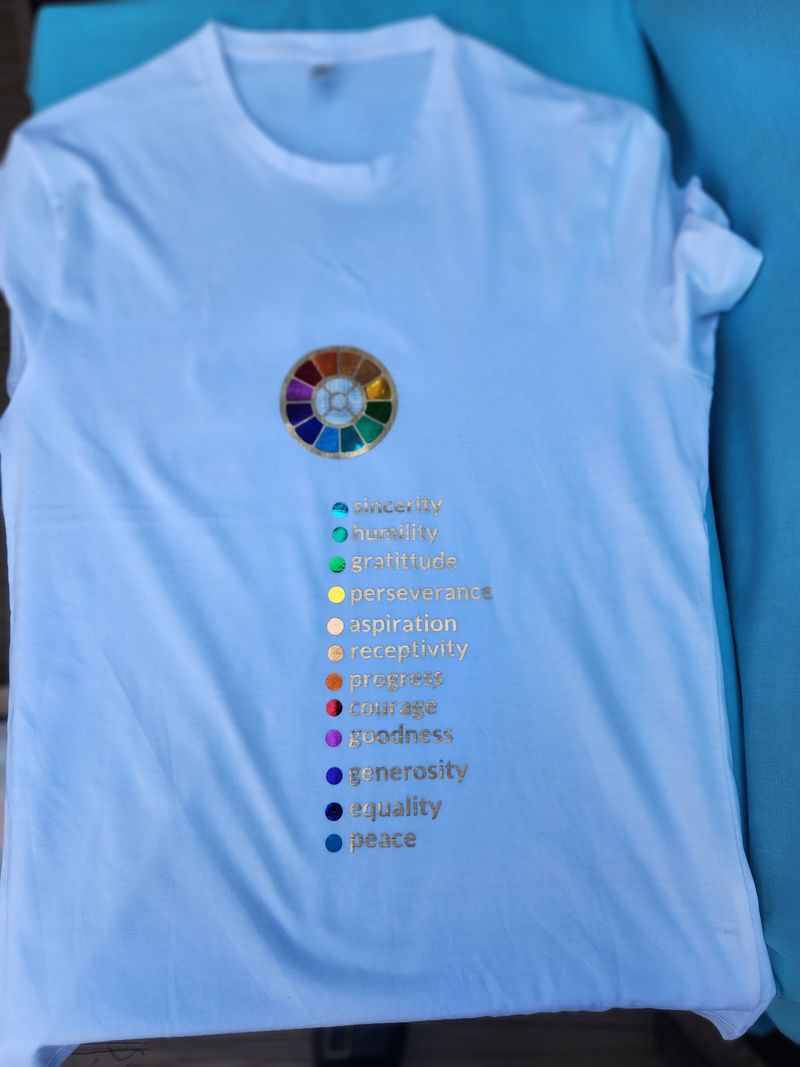 sincerity
humility
gratittude
perseverance
aspiration
receptivity
progress
courage
goodness
generosity
equality
peace